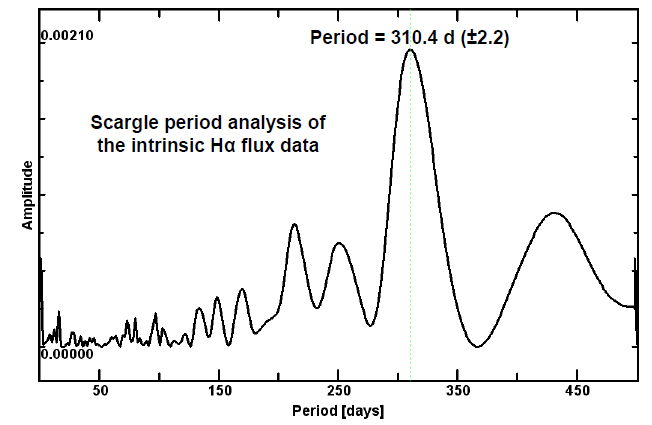 0.00210
Period = 310.4 d (±2.2)
Scargle period analysis of
the intrinsic Hα flux data
Amplitude
0.00000
50 150 250 350 450
Period [days]